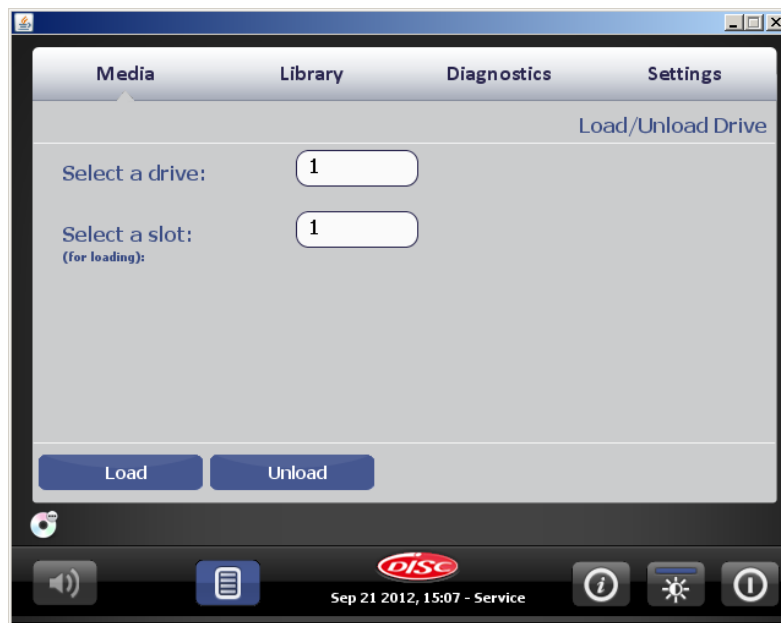 Media Library Diagnostics Settings
Load/Unload Drive
Select a drive: 1
Select a slot: 1
(for loading):
Load Unload
DISC
Sep 21 2012, 15:07 - Service